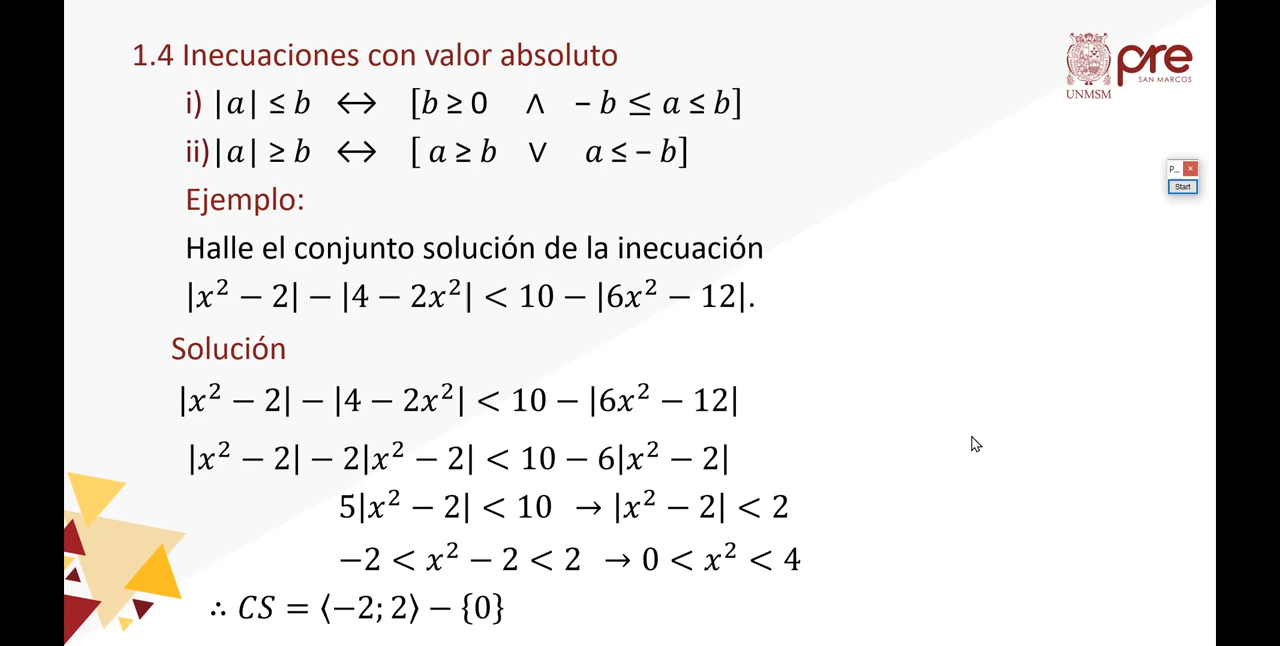 1.4 Inecuaciones con valor absoluto
pre
SAN MARCOS
UNMSM
i) |a| ≤ b ↔ [b ≥ 0 ∧ − b ≤ a ≤ b]
ii)|a| ≥ b ↔ [ a ≥ b ∨ a ≤ − b]
P...
Start
Ejemplo:
Halle el conjunto solución de la inecuación
|x² − 2| − |4 − 2x²| < 10 − |6x² − 12|.
Solución
|x² − 2| − |4 − 2x²| < 10 − |6x² − 12|
|x² − 2| − 2|x² − 2| < 10 − 6|x² − 2|
5|x² − 2| < 10 → |x² − 2| < 2
−2 < x² − 2 < 2 → 0 < x² < 4
∴ CS = ⟨−2; 2⟩ − {0}